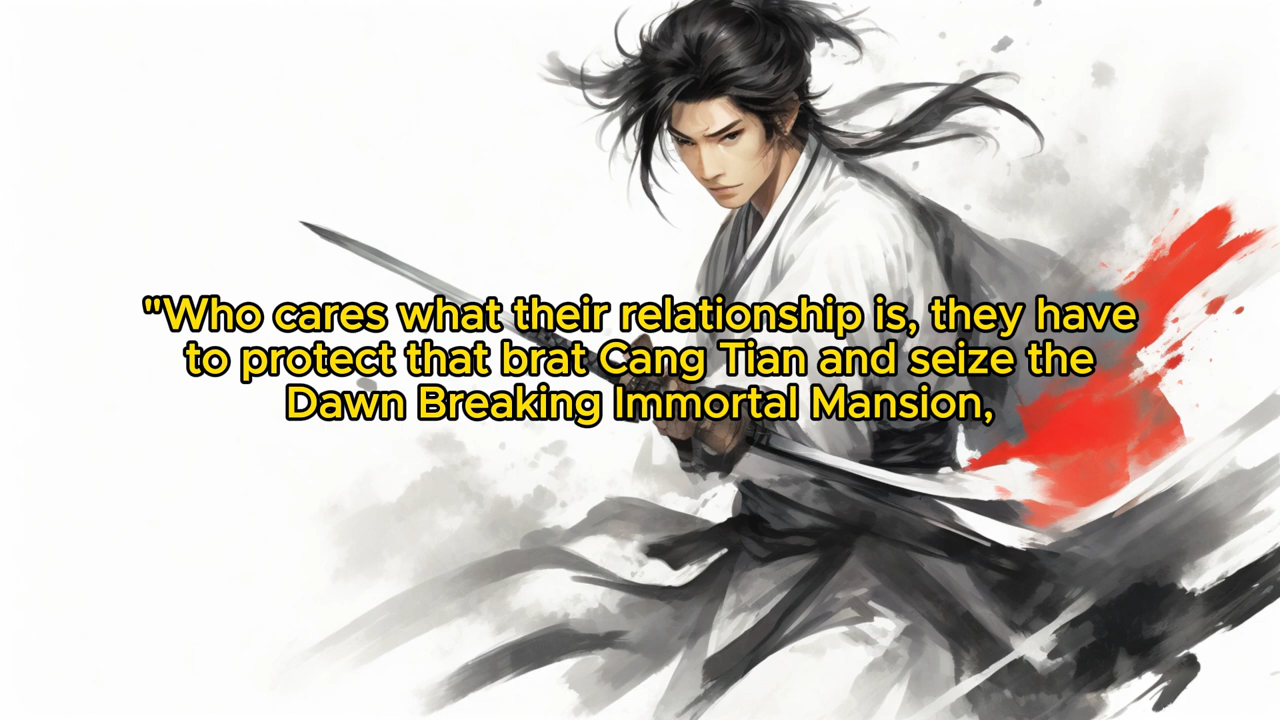 "Who cares what their relationship is, they have
to protect that brat Cang Tian and seize the
Dawn Breaking Immortal Mansion,